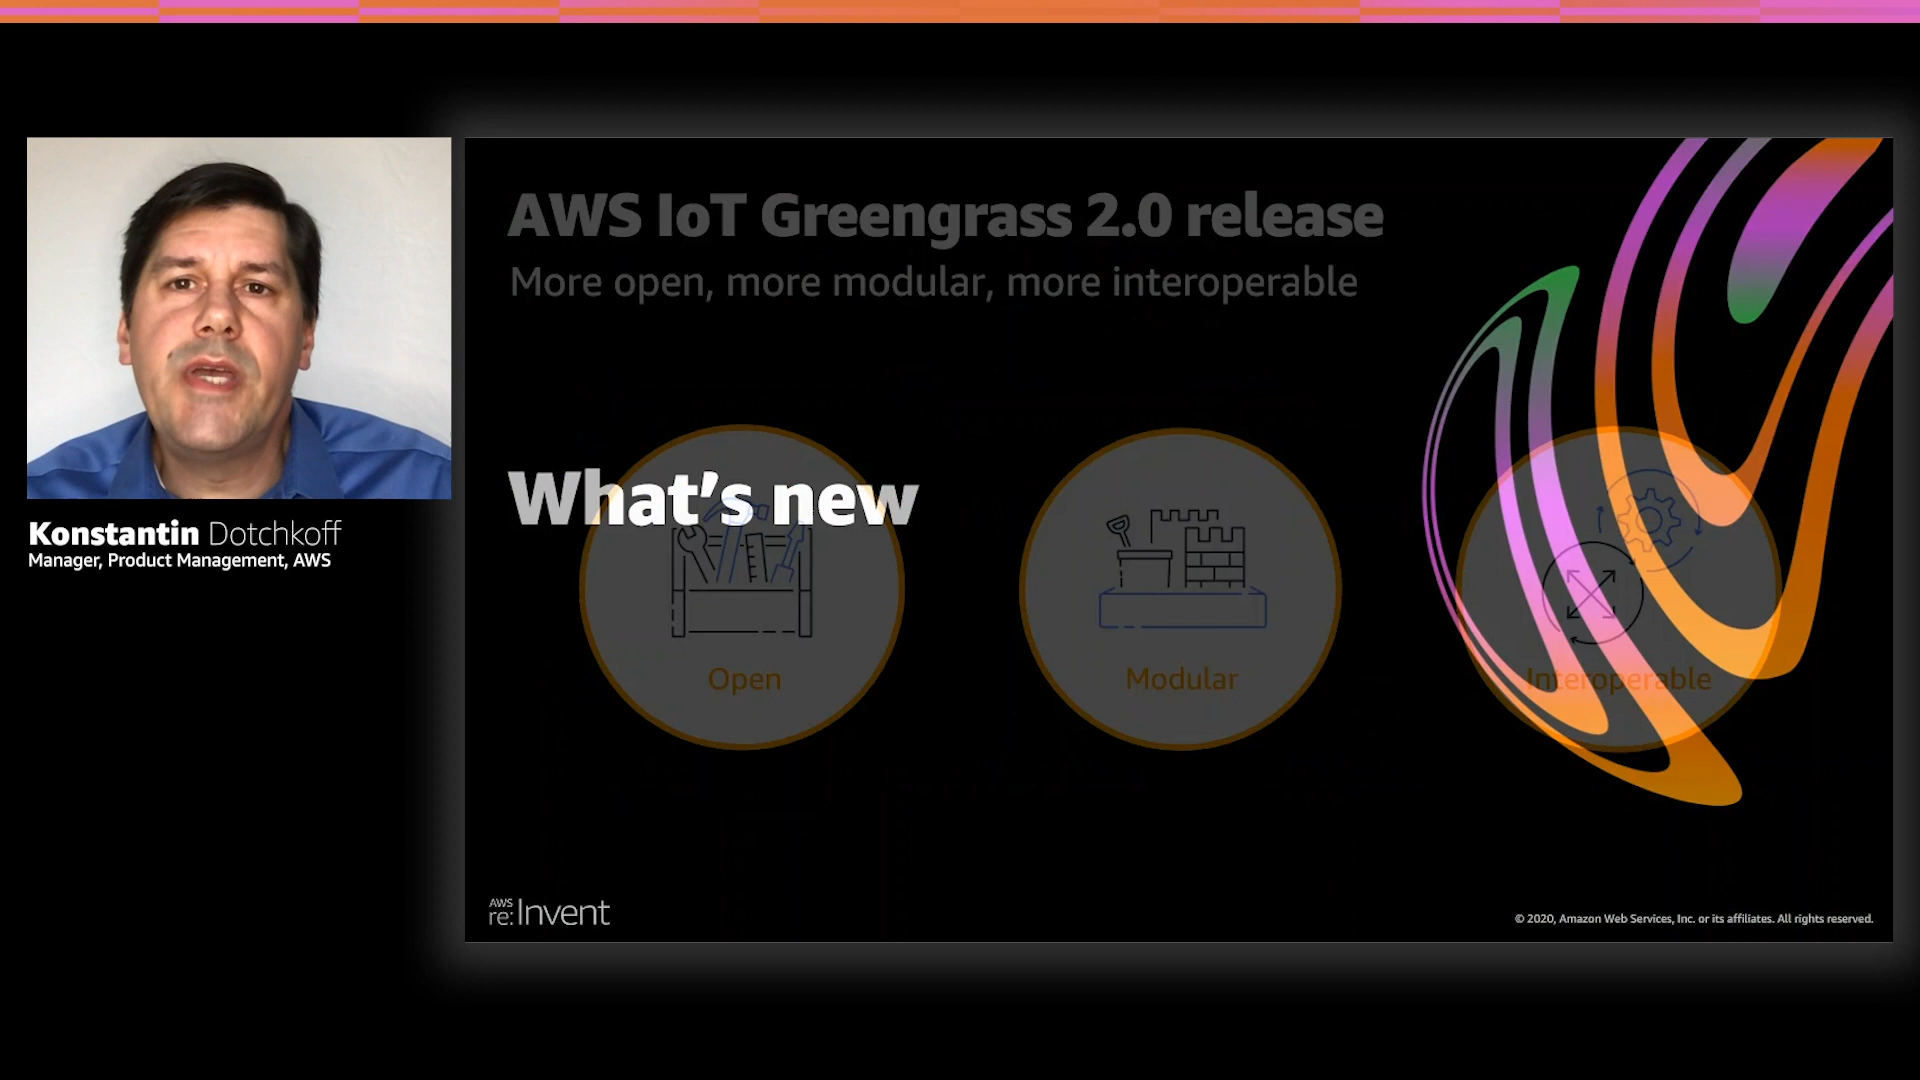 Konstantin Dotchkoff
Manager, Product Management, AWS
AWS IoT Greengrass 2.0 release
More open, more modular, more interoperable
What's new
Open
Modular
Interoperable
AWS
re:Invent
© 2020, Amazon Web Services, Inc. or its affiliates. All rights reserved.